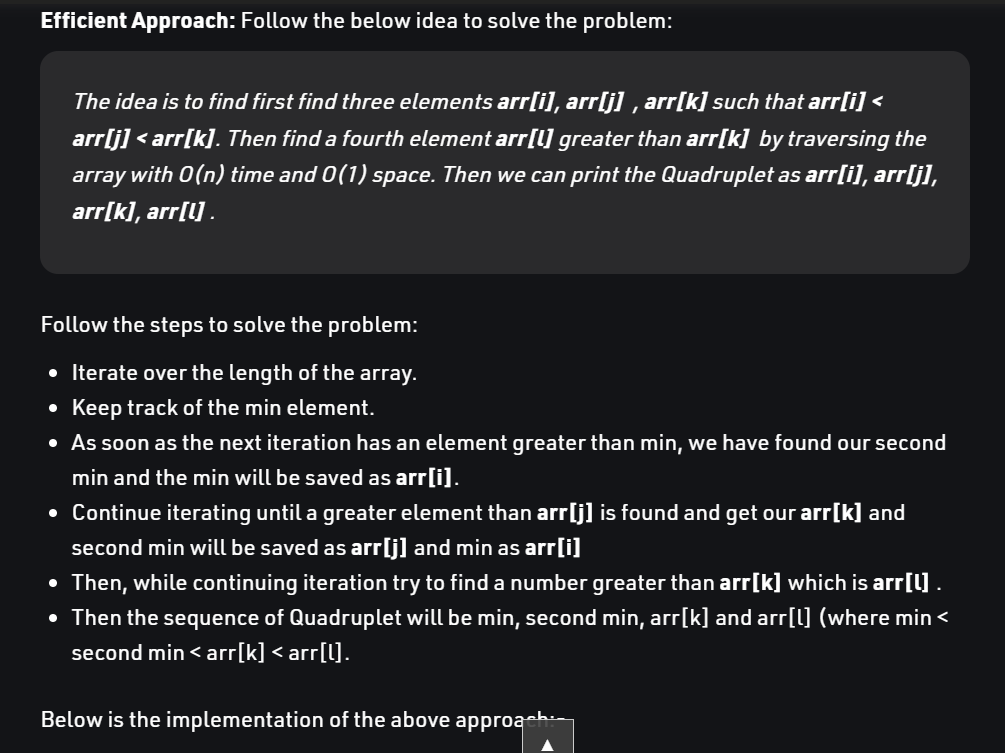 Efficient Approach: Follow the below idea to solve the problem:
The idea is to find first find three elements arr[i], arr[j] , arr[k] such that arr[i] <
arr[j] < arr[k]. Then find a fourth element arr[l] greater than arr[k] by traversing the
array with O(n) time and O(1) space. Then we can print the Quadruplet as arr[i], arr[j],
arr[k], arr[l] .
Follow the steps to solve the problem:
• Iterate over the length of the array.
• Keep track of the min element.
• As soon as the next iteration has an element greater than min, we have found our second
min and the min will be saved as arr[i].
• Continue iterating until a greater element than arr[j] is found and get our arr[k] and
second min will be saved as arr[j] and min as arr[i]
• Then, while continuing iteration try to find a number greater than arr[k] which is arr[l] .
• Then the sequence of Quadruplet will be min, second min, arr[k] and arr[l] (where min <
second min < arr[k] < arr[l].
Below is the implementation of the above approach:-